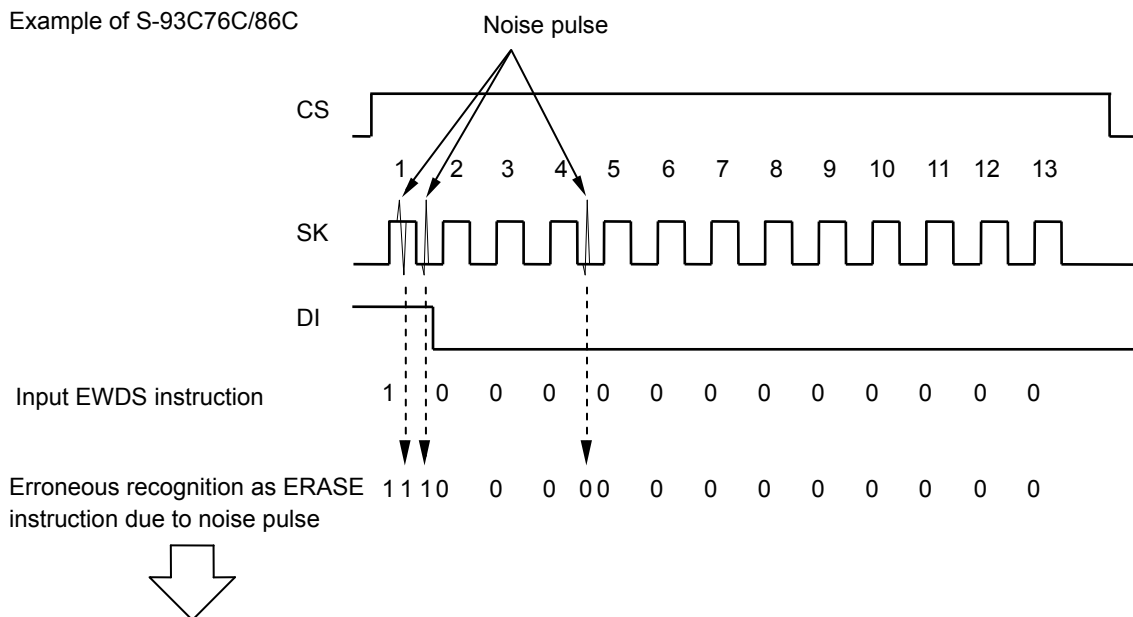 Example of S-93C76C/86C
Noise pulse
CS
1 2 3 4 5 6 7 8 9 10 11 12 13
SK
DI
Input EWDS instruction 1 0 0 0 0 0 0 0 0 0 0 0 0
Erroneous recognition as ERASE 1 1 1 0 0 0 0 0 0 0 0 0 0 0 0 0
instruction due to noise pulse